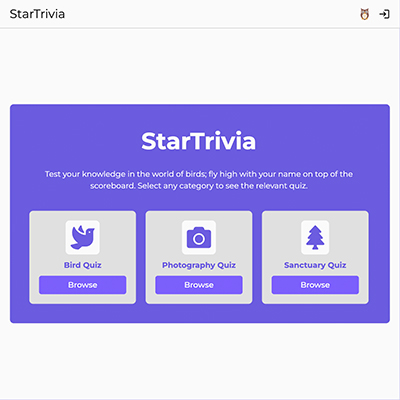 StarTrivia
StarTrivia
Test your knowledge in the world of birds; fly high with your name on top of the
scoreboard. Select any category to see the relevant quiz.
Bird Quiz
Browse
Photography Quiz
Browse
Sanctuary Quiz
Browse